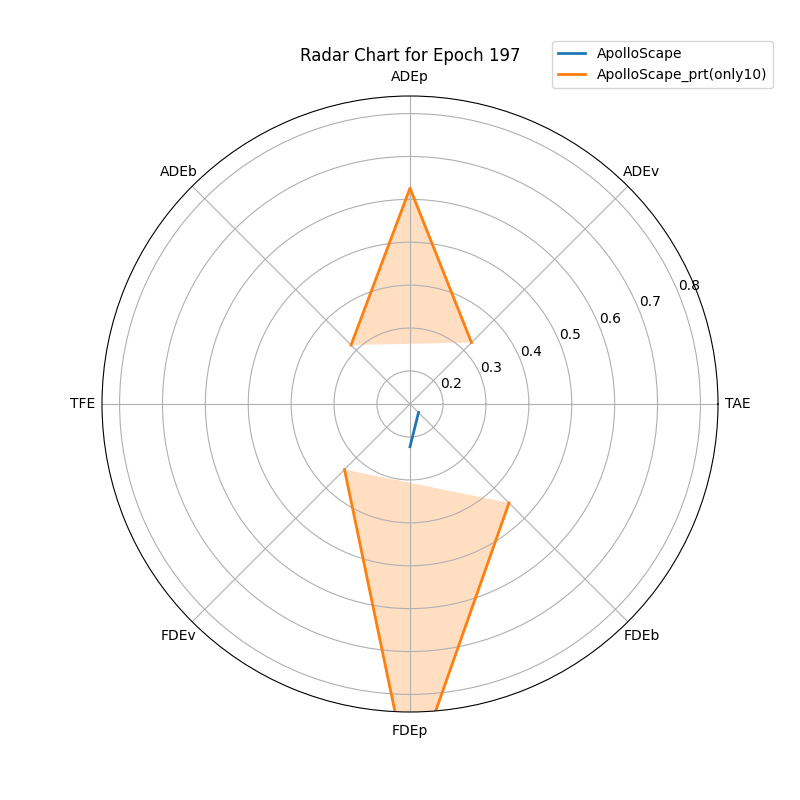 Radar Chart for Epoch 197
ApolloScape
ApolloScape_prt(only10)
ADEp
ADEb
ADEv
0.8
0.7
0.6
0.5
0.4
0.3
0.2
TFE
TAE
FDEv
FDEb
FDEp